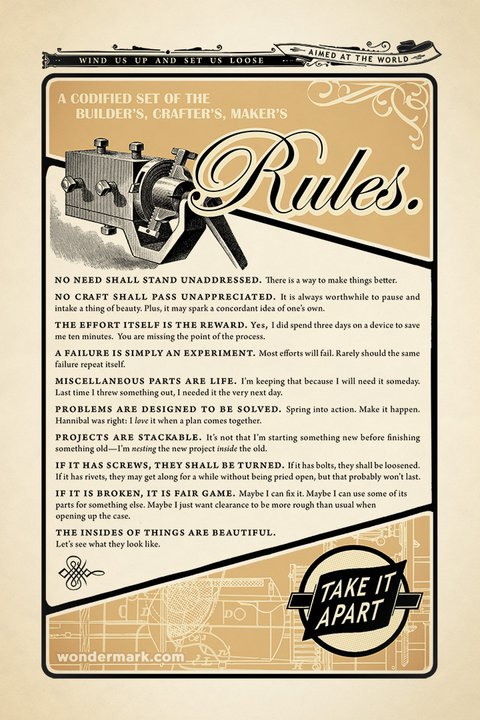 WIND US UP AND SET US LOOSE
AIMED AT THE WORLD
A CODIFIED SET OF THE
BUILDER'S, CRAFTER'S, MAKER'S
Rules.
NO NEED SHALL STAND UNADDRESSED. There is a way to make things better.
NO CRAFT SHALL PASS UNAPPRECIATED. It is always worthwhile to pause and
intake a thing of beauty. Plus, it may spark a concordant idea of one's own.
THE EFFORT ITSELF IS THE REWARD. Yes, I did spend three days on a device to save
me ten minutes. You are missing the point of the process.
A FAILURE IS SIMPLY AN EXPERIMENT. Most efforts will fail. Rarely should the same
failure repeat itself.
MISCELLANEOUS PARTS ARE LIFE. I'm keeping that because I will need it someday.
Last time I threw something out, I needed it the very next day.
PROBLEMS ARE DESIGNED TO BE SOLVED. Spring into action. Make it happen.
Hannibal was right: I love it when a plan comes together.
PROJECTS ARE STACKABLE. It's not that I'm starting something new before finishing
something old—I'm nesting the new project inside the old.
IF IT HAS SCREWS, THEY SHALL BE TURNED. If it has bolts, they shall be loosened.
If it has rivets, they may get along for a while without being pried open, but that probably won't last.
IF IT IS BROKEN, IT IS FAIR GAME. Maybe I can fix it. Maybe I can use some of its
parts for something else. Maybe I just want clearance to be more rough than usual when
opening up the case.
THE INSIDES OF THINGS ARE BEAUTIFUL.
Let's see what they look like.
TAKE IT
APART
wondermark.com